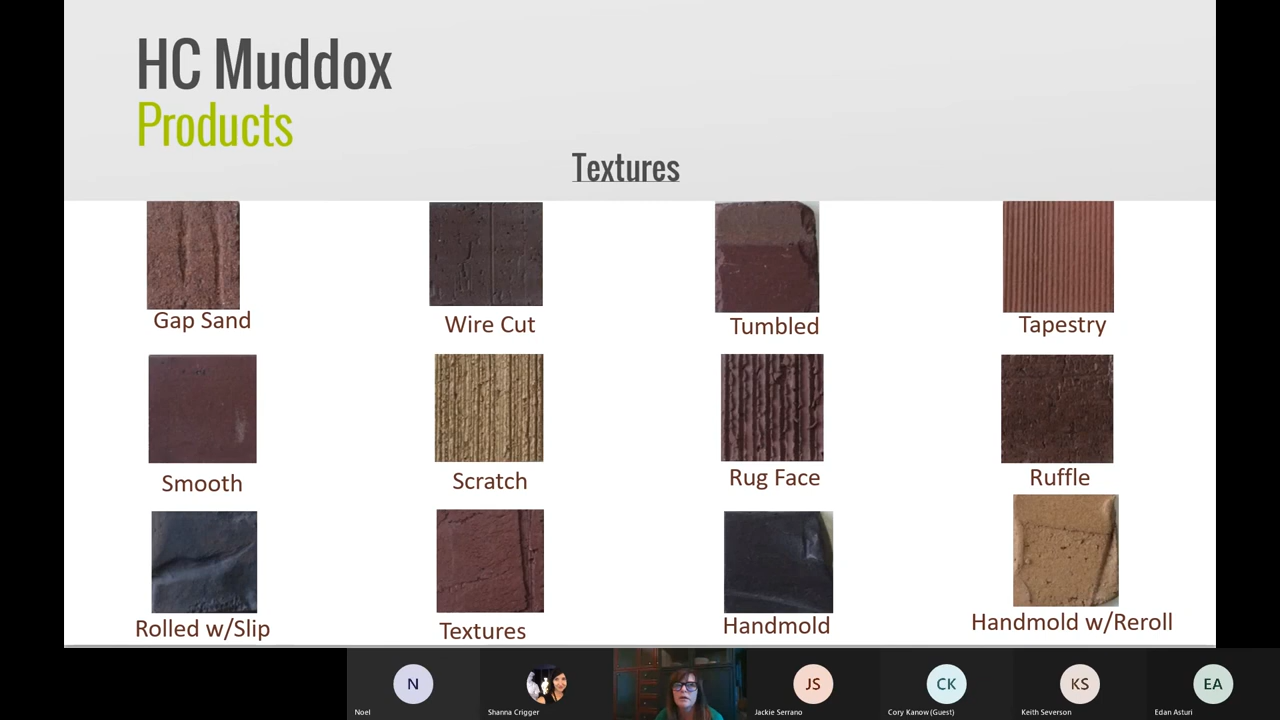 HC Muddox
Products
Textures
Gap Sand
Wire Cut
Tumbled
Tapestry
Smooth
Scratch
Rug Face
Ruffle
Rolled w/Slip
Textures
Handmold
Handmold w/Reroll
N
JS
CK
KS
EA
Noel
Shanna Crigger
Jackie Serrano
Cory Kanow (Guest)
Keith Severson
Edan Asturi